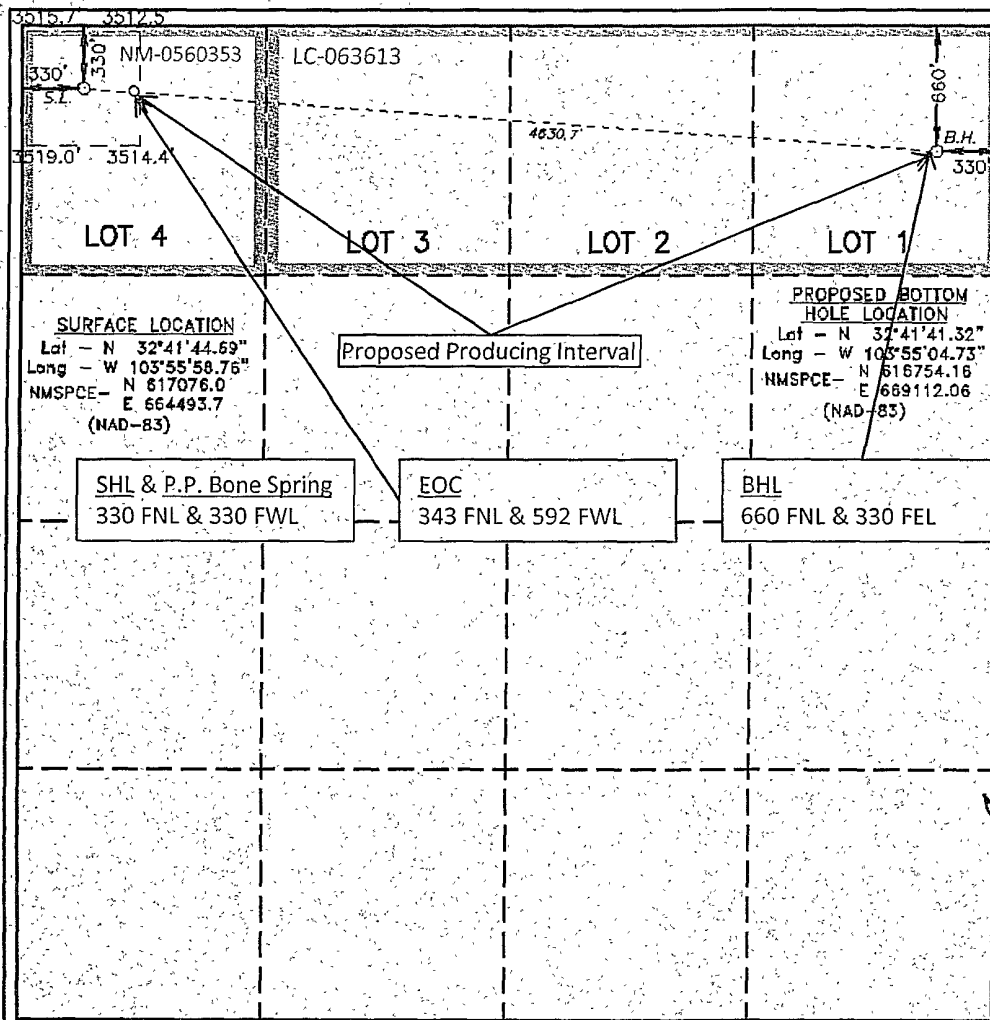 3515.7' 3512.5'
330'
NM-0560353
LC-063613
330'
S.L.
660'
4630.7'
B.H.
330'
3519.0' 3514.4'
LOT 4
LOT 3
LOT 2
LOT 1
SURFACE LOCATION
Lat - N 32°41'44.69"
Long - W 103°55'58.76"
NMSPCE- N 617076.0
E 664493.7
(NAD-83)
Proposed Producing Interval
PROPOSED BOTTOM
HOLE LOCATION
Lat - N 32°41'41.32"
Long - W 103°55'04.73"
NMSPCE- N 616754.16
E 669112.06
(NAD-83)
SHL & P.P. Bone Spring
330 FNL & 330 FWL
EOC
343 FNL & 592 FWL
BHL
660 FNL & 330 FEL